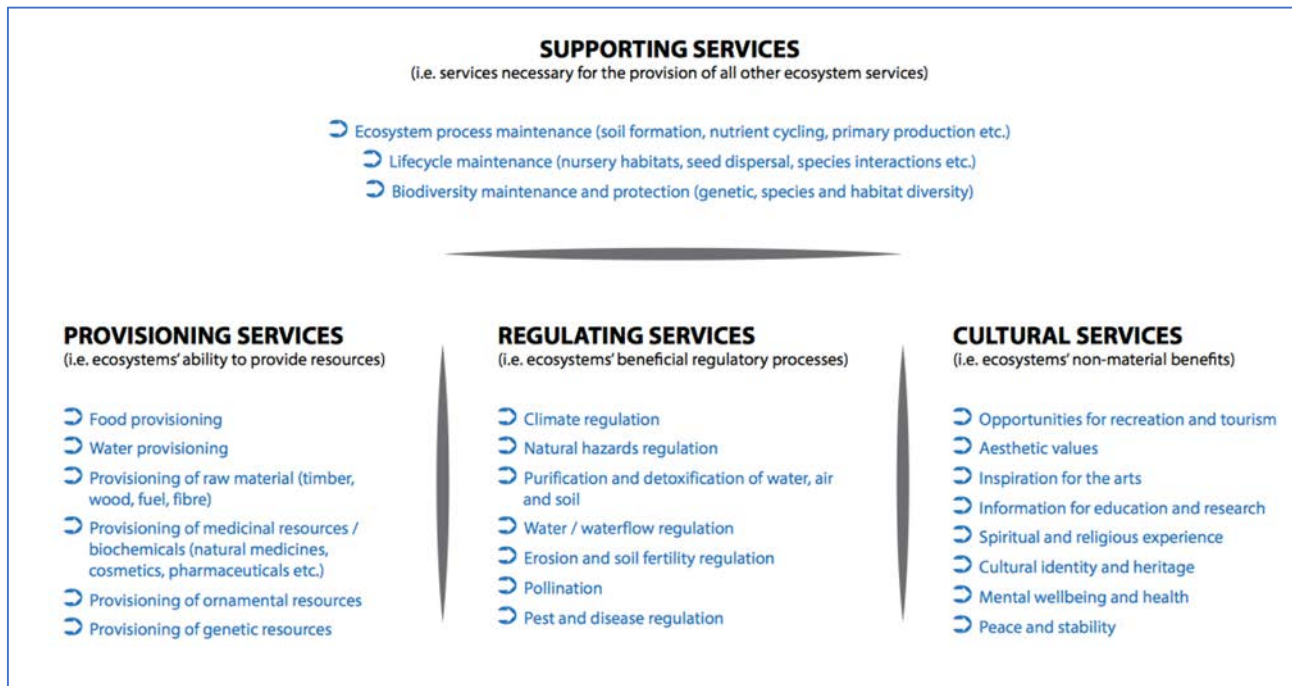 SUPPORTING SERVICES
(i.e. services necessary for the provision of all other ecosystem services)
Ecosystem process maintenance (soil formation, nutrient cycling, primary production etc.)
Lifecycle maintenance (nursery habitats, seed dispersal, species interactions etc.)
Biodiversity maintenance and protection (genetic, species and habitat diversity)
PROVISIONING SERVICES
(i.e. ecosystems' ability to provide resources)
Food provisioning
Water provisioning
Provisioning of raw material (timber,
wood, fuel, fibre)
Provisioning of medicinal resources /
biochemicals (natural medicines,
cosmetics, pharmaceuticals etc.)
Provisioning of ornamental resources
Provisioning of genetic resources
REGULATING SERVICES
(i.e. ecosystems' beneficial regulatory processes)
Climate regulation
Natural hazards regulation
Purification and detoxification of water, air
and soil
Water / waterflow regulation
Erosion and soil fertility regulation
Pollination
Pest and disease regulation
CULTURAL SERVICES
(i.e. ecosystems' non-material benefits)
Opportunities for recreation and tourism
Aesthetic values
Inspiration for the arts
Information for education and research
Spiritual and religious experience
Cultural identity and heritage
Mental wellbeing and health
Peace and stability